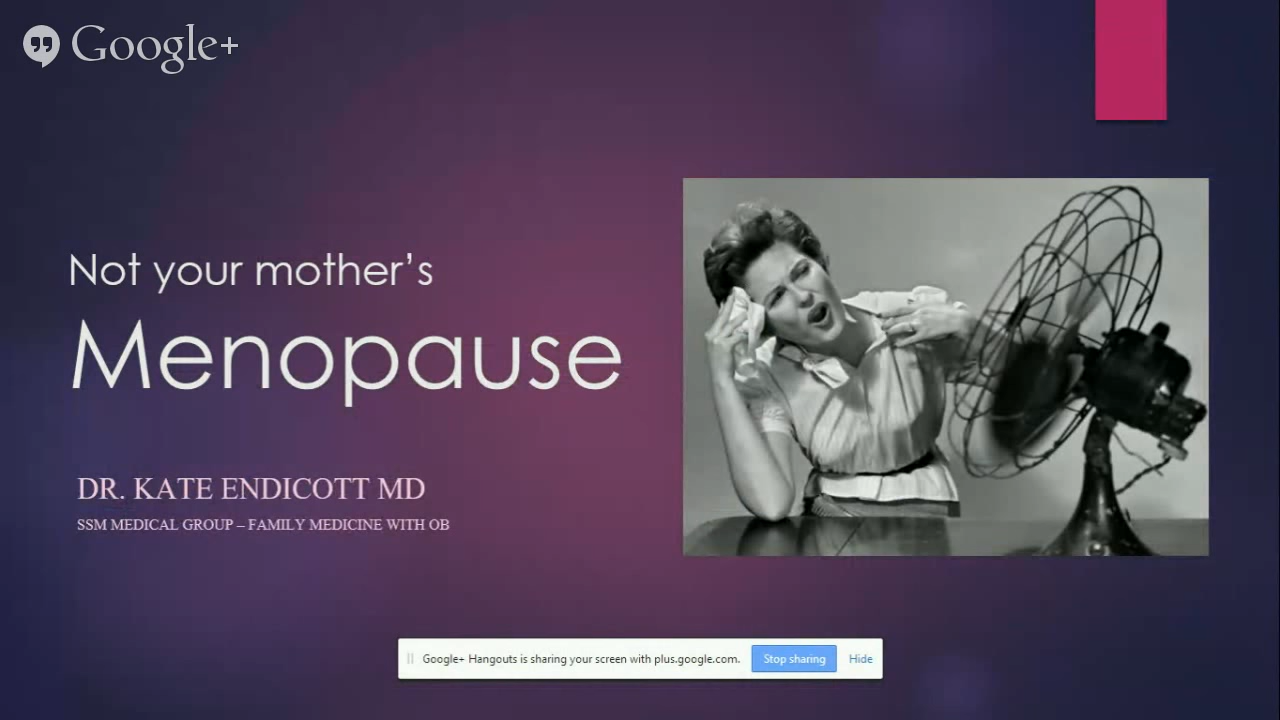 Google+
Not your mother's
Menopause
DR. KATE ENDICOTT MD
SSM MEDICAL GROUP – FAMILY MEDICINE WITH OB
Google+ Hangouts is sharing your screen with plus.google.com. Stop sharing Hide